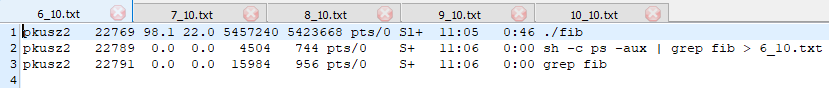 6_10.txt 7_10.txt 8_10.txt 9_10.txt 10_10.txt
1 pkusz2 22769 98.1 22.0 5457240 5423668 pts/0 Sl+ 11:05 0:46 ./fib
2 pkusz2 22789 0.0 0.0 4504 744 pts/0 S+ 11:06 0:00 sh -c ps -aux | grep fib > 6_10.txt
3 pkusz2 22791 0.0 0.0 15984 956 pts/0 S+ 11:06 0:00 grep fib
4